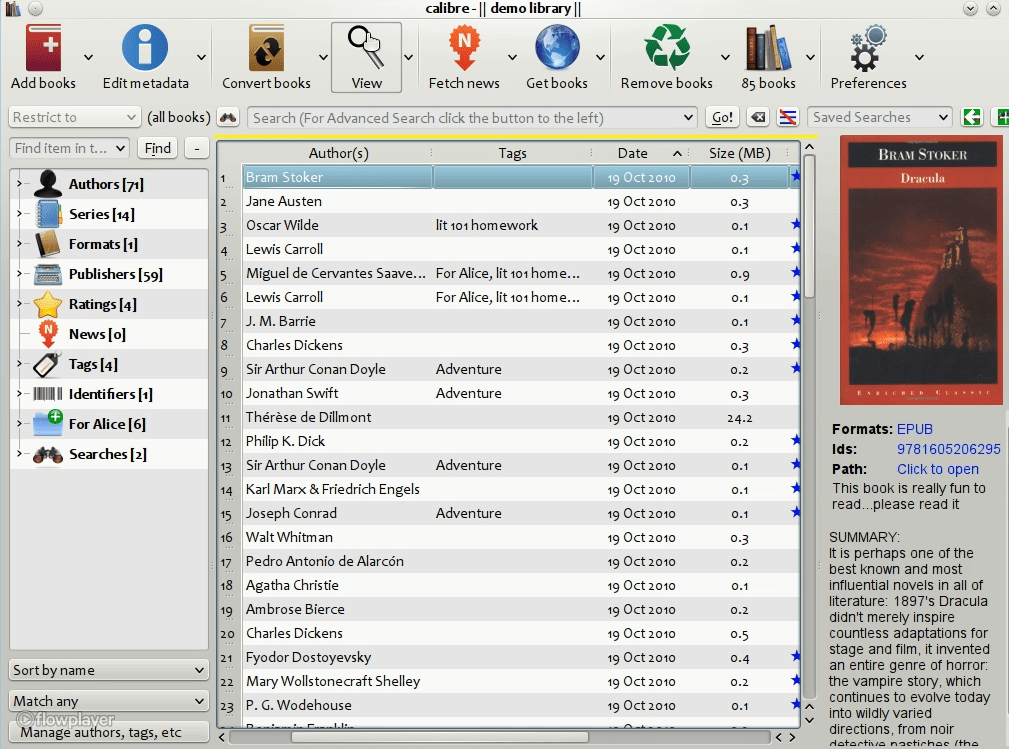 calibre - || demo library ||
Add books Edit metadata Convert books View Fetch news Get books Remove books 85 books Preferences
Restrict to (all books) Search (For Advanced Search click the button to the left) Go! Saved Searches
Find item in t... Find -
Authors [71]
Series [14]
Formats [1]
Publishers [59]
Ratings [4]
News [0]
Tags [4]
Identifiers [1]
For Alice [6]
Searches [2]
Sort by name
Match any
flowplayer
Manage authors, tags, etc
Author(s) Tags Date Size (MB)
1 Bram Stoker 19 Oct 2010 0.3
2 Jane Austen 19 Oct 2010 0.3
3 Oscar Wilde lit 101 homework 19 Oct 2010 0.1
4 Lewis Carroll 19 Oct 2010 0.1
5 Miguel de Cervantes Saave... For Alice, lit 101 home... 19 Oct 2010 0.9
6 Lewis Carroll For Alice, lit 101 home... 19 Oct 2010 0.1
7 J. M. Barrie 19 Oct 2010 0.1
8 Charles Dickens 19 Oct 2010 0.3
9 Sir Arthur Conan Doyle Adventure 19 Oct 2010 0.2
10 Jonathan Swift Adventure 19 Oct 2010 0.3
11 Thérèse de Dillmont 19 Oct 2010 24.2
12 Philip K. Dick 19 Oct 2010 0.2
13 Sir Arthur Conan Doyle Adventure 19 Oct 2010 0.1
14 Karl Marx & Friedrich Engels 19 Oct 2010 0.1
15 Joseph Conrad Adventure 19 Oct 2010 0.1
16 Walt Whitman 19 Oct 2010 0.3
17 Pedro Antonio de Alarcón 19 Oct 2010 0.2
18 Agatha Christie 19 Oct 2010 0.1
19 Ambrose Bierce 19 Oct 2010 0.2
20 Charles Dickens 19 Oct 2010 0.5
21 Fyodor Dostoyevsky 19 Oct 2010 0.4
22 Mary Wollstonecraft Shelley 19 Oct 2010 0.2
23 P. G. Wodehouse 19 Oct 2010 0.1
Benjamin Franklin
BRAM STOKER
Dracula
ENRICHED CLASSIC
Formats: EPUB
Ids: 9781605206295
Path: Click to open
This book is really fun to
read...please read it
SUMMARY:
It is perhaps one of the
best known and most
influential novels in all of
literature: 1897's Dracula
didn't merely inspire
countless adaptations for
stage and film, it invented
an entire genre of horror:
the vampire story, which
continues to evolve today
into wildly varied
directions, from noir
detective pastiches (the